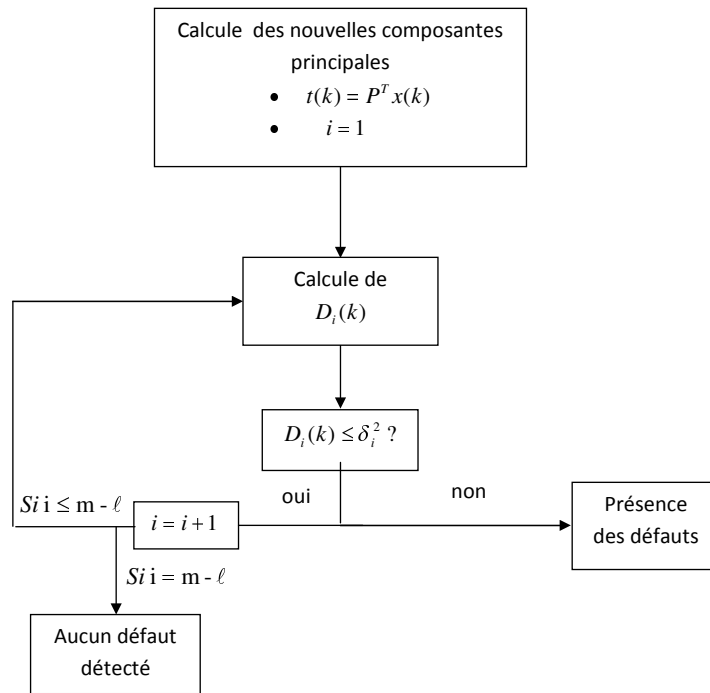 Calcule des nouvelles composantes
principales
• t(k) = P^T x(k)
• i = 1
Calcule de
D_i(k)
D_i(k) ≤ δ_i^2 ?
oui
non
Si i ≤ m - ℓ
i = i + 1
Présence
des défauts
Si i = m - ℓ
Aucun défaut
détecté